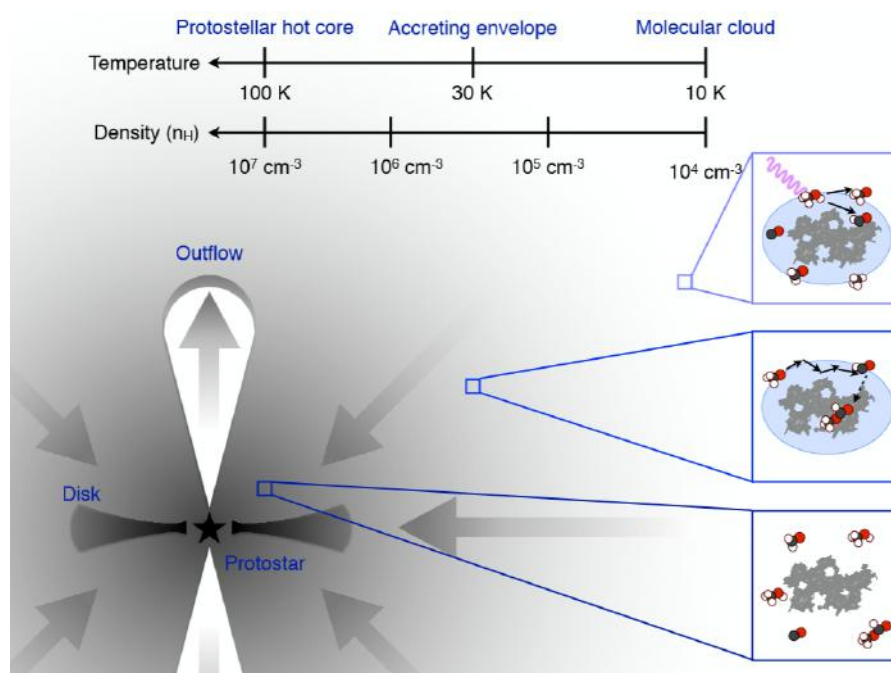 Protostellar hot core Accreting envelope Molecular cloud
Temperature
100 K 30 K 10 K
Density (nH)
10⁷ cm⁻³ 10⁶ cm⁻³ 10⁵ cm⁻³ 10⁴ cm⁻³
Outflow
Disk
Protostar